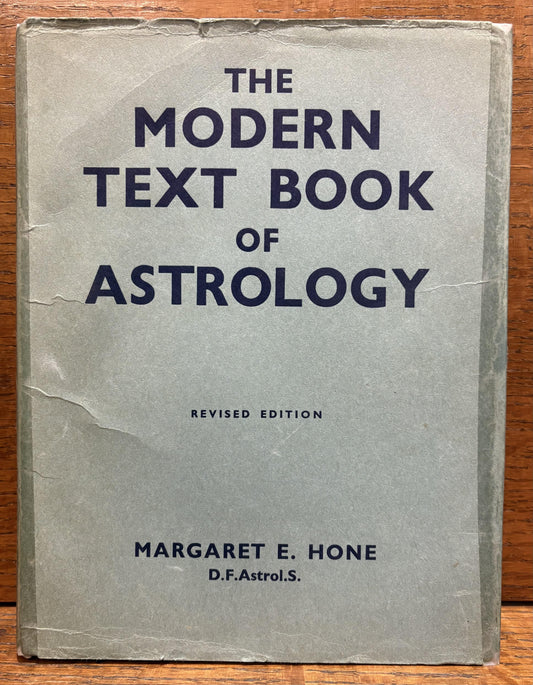 THE
MODERN
TEXT BOOK
OF
ASTROLOGY
REVISED EDITION
MARGARET E. HONE
D.F.Astrol.S.